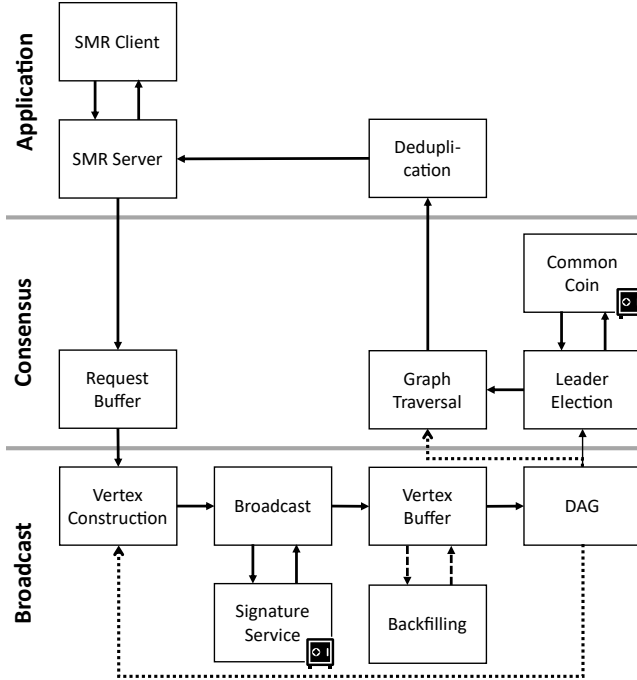 Application
SMR Client
SMR Server
Dedupli-
cation
Consensus
Common
Coin
Request
Buffer
Graph
Traversal
Leader
Election
Broadcast
Vertex
Construction
Broadcast
Vertex
Buffer
DAG
Signature
Service
Backfilling